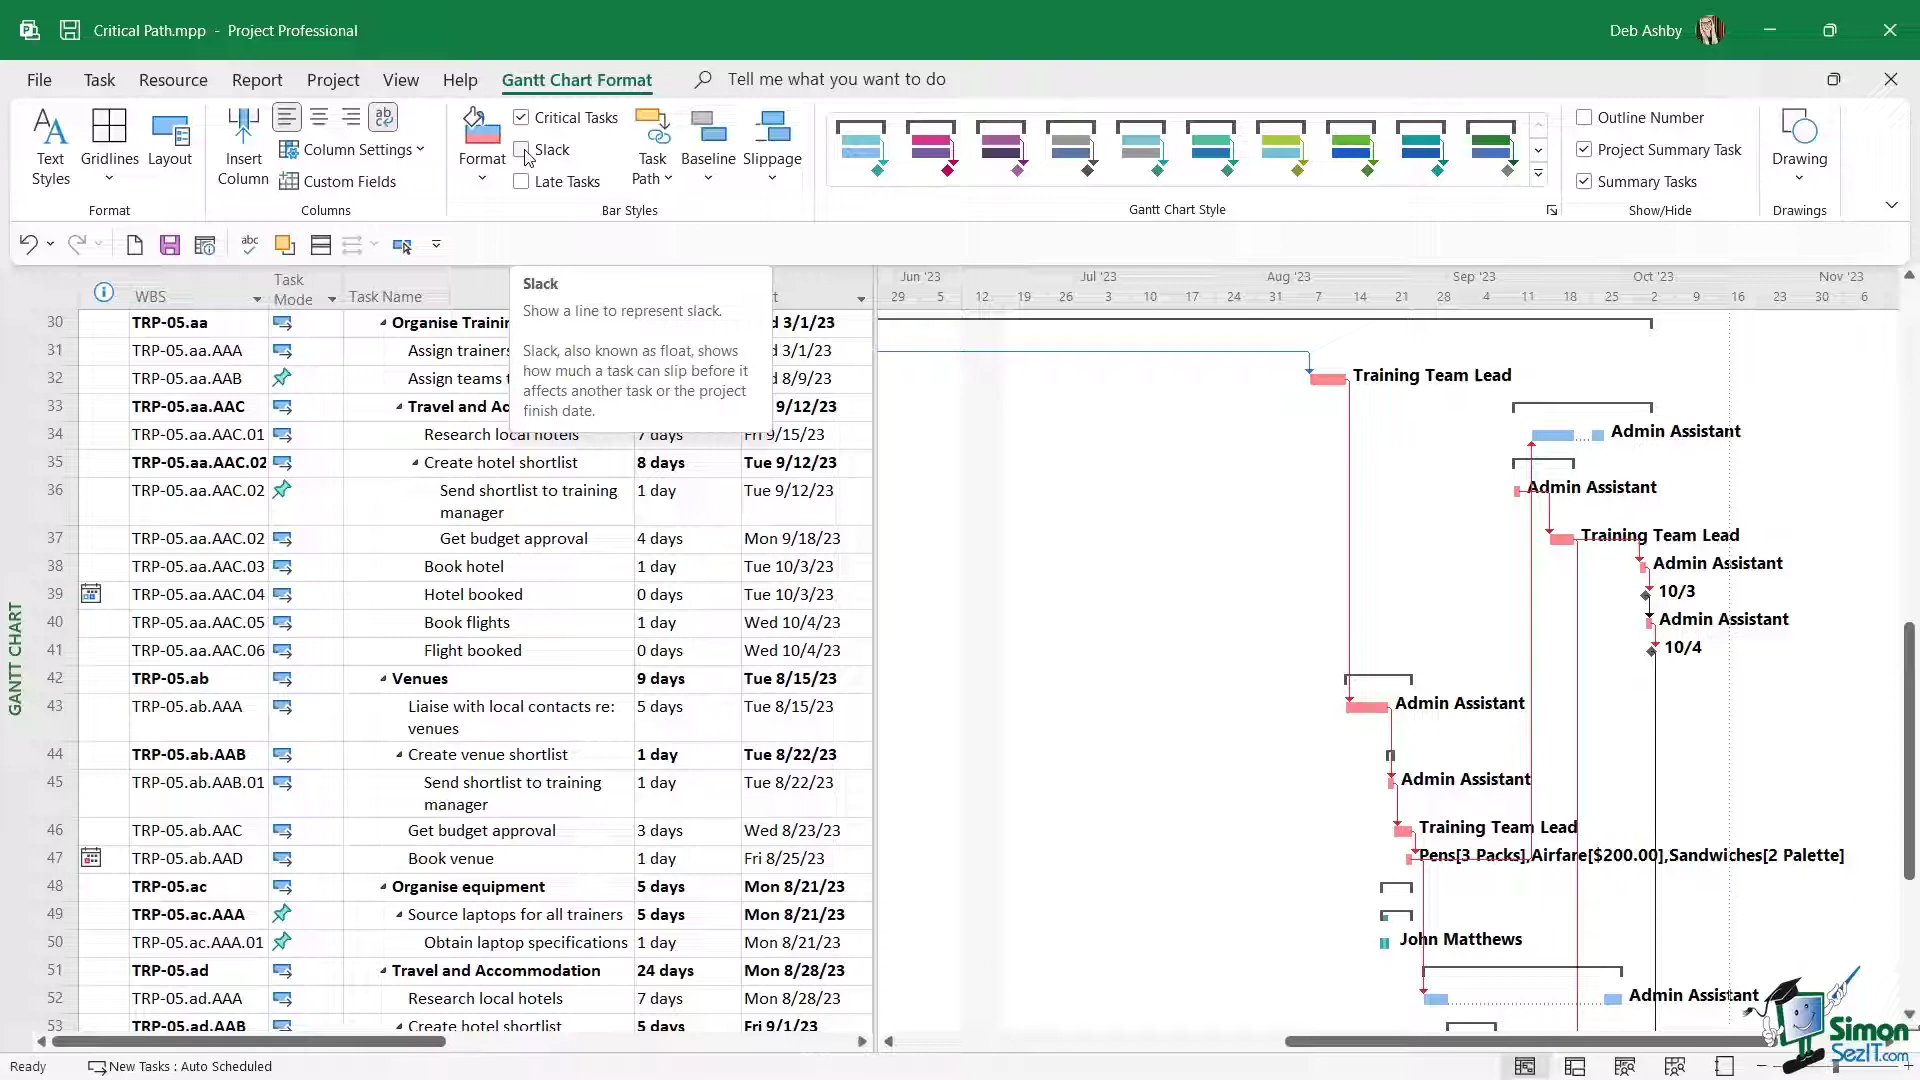 Critical Path.mpp - Project Professional
Deb Ashby
File Task Resource Report Project View Help Gantt Chart Format Tell me what you want to do
Text Styles
Gridlines
Layout
Format
Insert Column
Column Settings
Custom Fields
Columns
Format
Critical Tasks
Slack
Late Tasks
Task Path
Baseline
Slippage
Bar Styles
Gantt Chart Style
Outline Number
Project Summary Task
Summary Tasks
Show/Hide
Drawing
Drawings
abc
Slack
Show a line to represent slack.
Slack, also known as float, shows
how much a task can slip before it
affects another task or the project
finish date.
WBS
Task Mode
Task Name
t
Jun '23 Jul '23 Aug '23 Sep '23 Oct '23 Nov '23
29 5 12 19 26 3 10 17 24 31 7 14 21 28 4 11 18 25 2 9 16 23 30 6
30 TRP-05.aa Organise Trainin d 3/1/23
31 TRP-05.aa.AAA Assign trainers d 3/1/23
32 TRP-05.aa.AAB Assign teams t d 8/9/23 Training Team Lead
33 TRP-05.aa.AAC Travel and Ac 9/12/23
34 TRP-05.aa.AAC.01 Research local hotels 7 days Fri 9/15/23 Admin Assistant
35 TRP-05.aa.AAC.02 Create hotel shortlist 8 days Tue 9/12/23
36 TRP-05.aa.AAC.02 Send shortlist to training 1 day Tue 9/12/23 Admin Assistant
manager
37 TRP-05.aa.AAC.02 Get budget approval 4 days Mon 9/18/23 Training Team Lead
38 TRP-05.aa.AAC.03 Book hotel 1 day Tue 10/3/23 Admin Assistant
39 TRP-05.aa.AAC.04 Hotel booked 0 days Tue 10/3/23 10/3
40 TRP-05.aa.AAC.05 Book flights 1 day Wed 10/4/23 Admin Assistant
41 TRP-05.aa.AAC.06 Flight booked 0 days Wed 10/4/23 10/4
42 TRP-05.ab Venues 9 days Tue 8/15/23
43 TRP-05.ab.AAA Liaise with local contacts re: 5 days Tue 8/15/23 Admin Assistant
venues
44 TRP-05.ab.AAB Create venue shortlist 1 day Tue 8/22/23
45 TRP-05.ab.AAB.01 Send shortlist to training 1 day Tue 8/22/23 Admin Assistant
manager
46 TRP-05.ab.AAC Get budget approval 3 days Wed 8/23/23 Training Team Lead
47 TRP-05.ab.AAD Book venue 1 day Fri 8/25/23 Pens[3 Packs],Airfare[$200.00],Sandwiches[2 Palette]
48 TRP-05.ac Organise equipment 5 days Mon 8/21/23
49 TRP-05.ac.AAA Source laptops for all trainers 5 days Mon 8/21/23
50 TRP-05.ac.AAA.01 Obtain laptop specifications 1 day Mon 8/21/23 John Matthews
51 TRP-05.ad Travel and Accommodation 24 days Mon 8/28/23
52 TRP-05.ad.AAA Research local hotels 7 days Mon 8/28/23 Admin Assistant
53 TRP-05.ad.AAB Create hotel shortlist 5 days Fri 9/1/23
GANTT CHART
Simon
SezIT.com
Ready New Tasks : Auto Scheduled